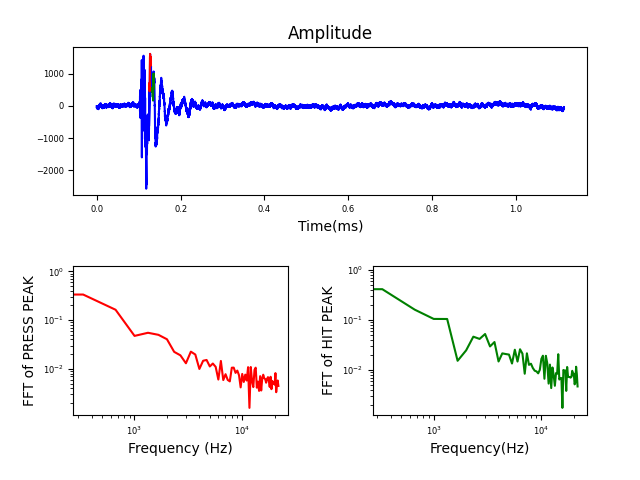 Amplitude
1000
0
−1000
−2000
0.0 0.2 0.4 0.6 0.8 1.0
Time(ms)
FFT of PRESS PEAK
10⁰
10⁻¹
10⁻²
10³ 10⁴
Frequency (Hz)
FFT of HIT PEAK
10⁰
10⁻¹
10⁻²
10³ 10⁴
Frequency(Hz)